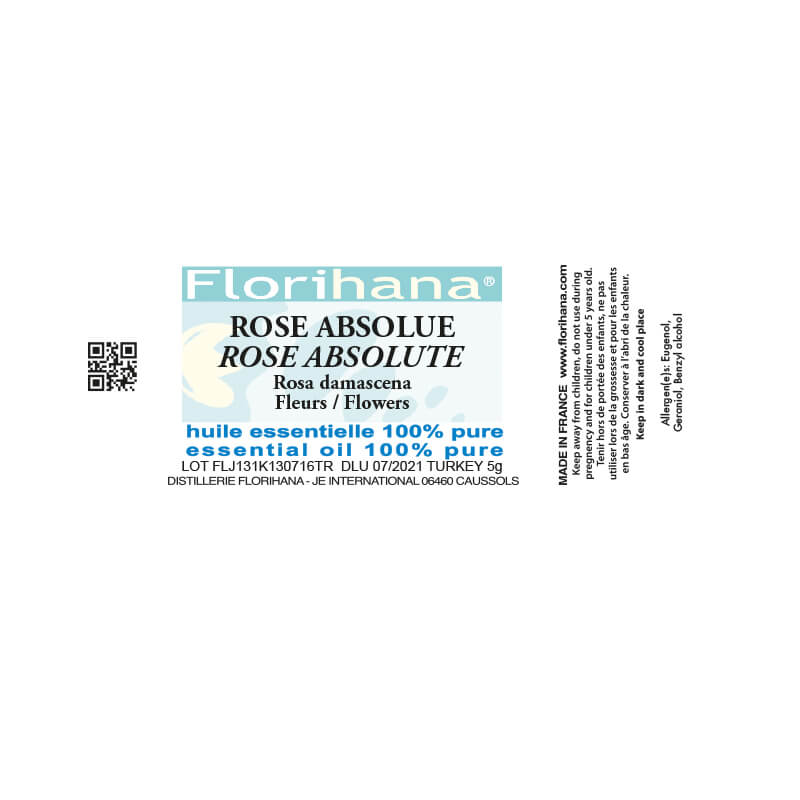 Florihana®
ROSE ABSOLUE
ROSE ABSOLUTE
Rosa damascena
Fleurs / Flowers
huile essentielle 100% pure
essential oil 100% pure
LOT FLJ131K130716TR DLU 07/2021 TURKEY 5g
DISTILLERIE FLORIHANA - JE INTERNATIONAL 06460 CAUSSOLS
MADE IN FRANCE www.florihana.com
Keep away from children, do not use during
pregnency and for children under 5 years old.
Tenir hors de portée des enfants, ne pas
utiliser lors de la grossesse et pour les enfants
en bas âge. Conserver à l'abri de la chaleur.
Keep in dark and cool place
Allergen(e)s: Eugenol,
Geroniol, Benzyl alcohol